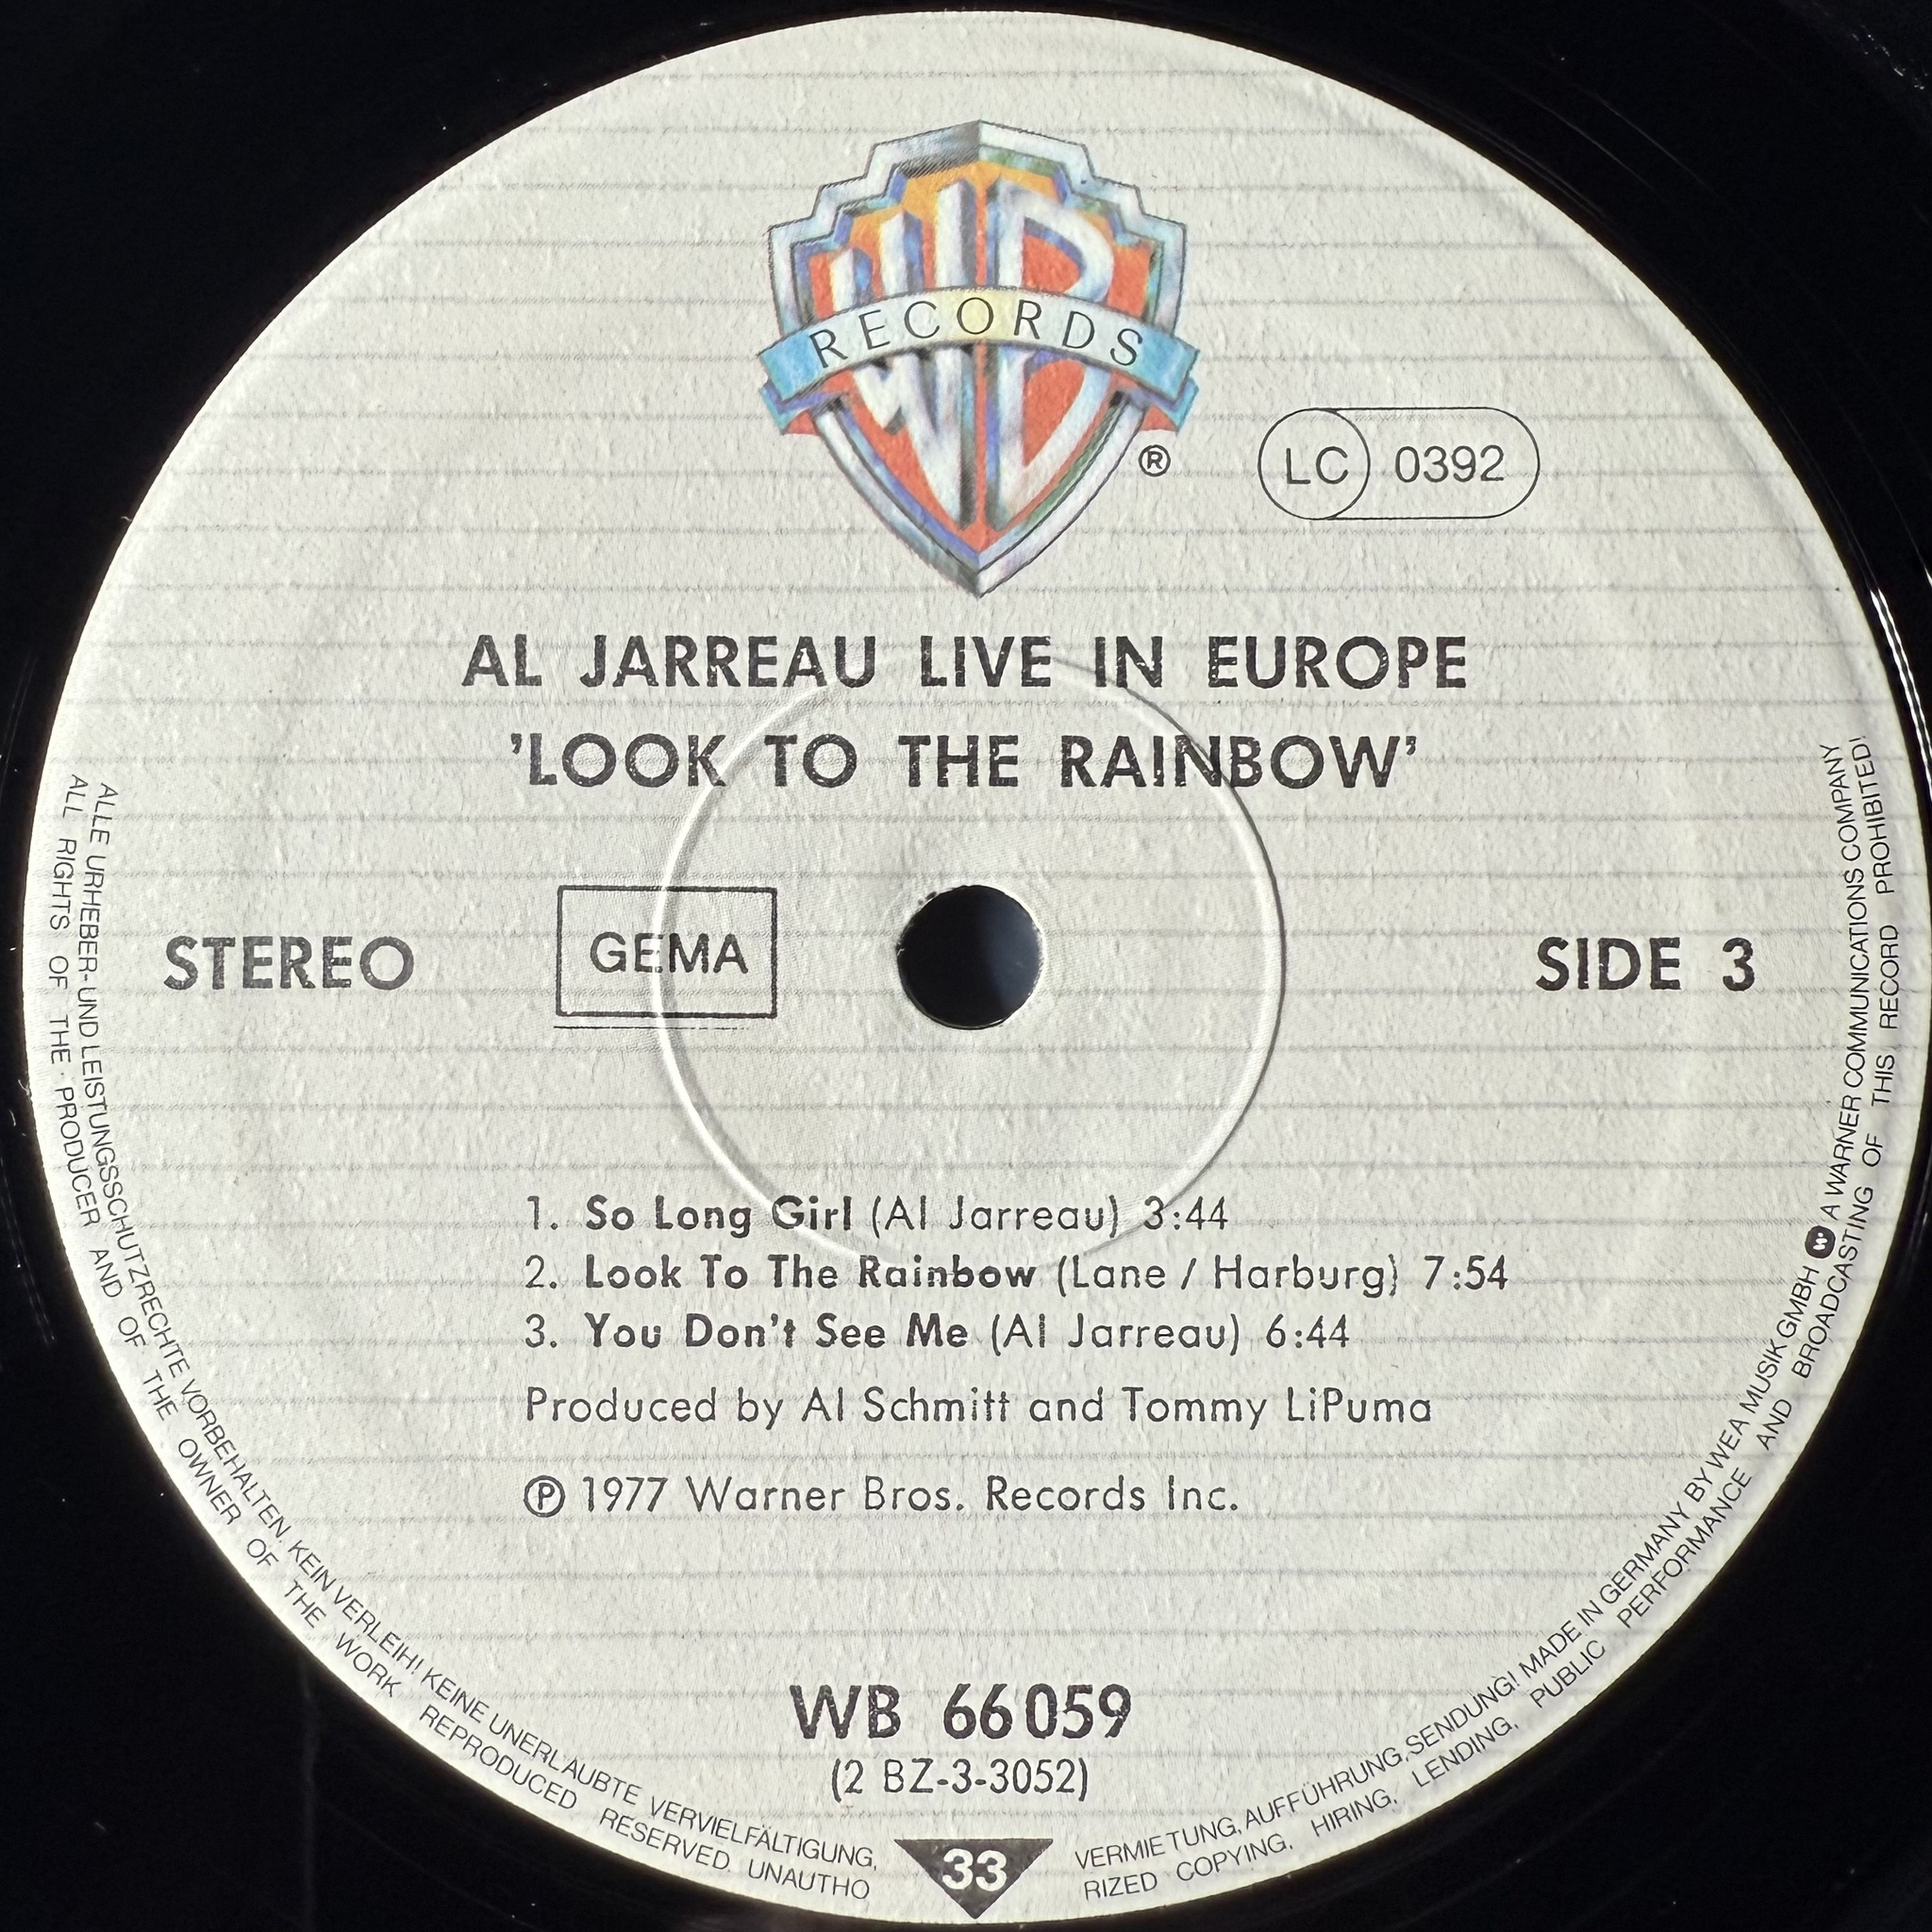 WB
RECORDS
®
LC 0392
AL JARREAU LIVE IN EUROPE
'LOOK TO THE RAINBOW'
STEREO
GEMA
SIDE 3
1. So Long Girl (Al Jarreau) 3:44
2. Look To The Rainbow (Lane / Harburg) 7:54
3. You Don't See Me (Al Jarreau) 6:44
Produced by Al Schmitt and Tommy LiPuma
Ⓟ 1977 Warner Bros. Records Inc.
WB 66059
(2 BZ-3-3052)
33
ALLE URHEBER- UND LEISTUNGSSCHUTZRECHTE VORBEHALTEN. KEIN VERLEIH! KEINE UNERLAUBTE VERVIELFÄLTIGUNG, VERMIETUNG, AUFFÜHRUNG, SENDUNG! MADE IN GERMANY BY WEA MUSIK GMBH W A WARNER COMMUNICATIONS COMPANY
ALL RIGHTS OF THE PRODUCER AND OF THE OWNER OF THE WORK REPRODUCED RESERVED. UNAUTHORIZED COPYING, HIRING, LENDING, PUBLIC PERFORMANCE AND BROADCASTING OF THIS RECORD PROHIBITED!